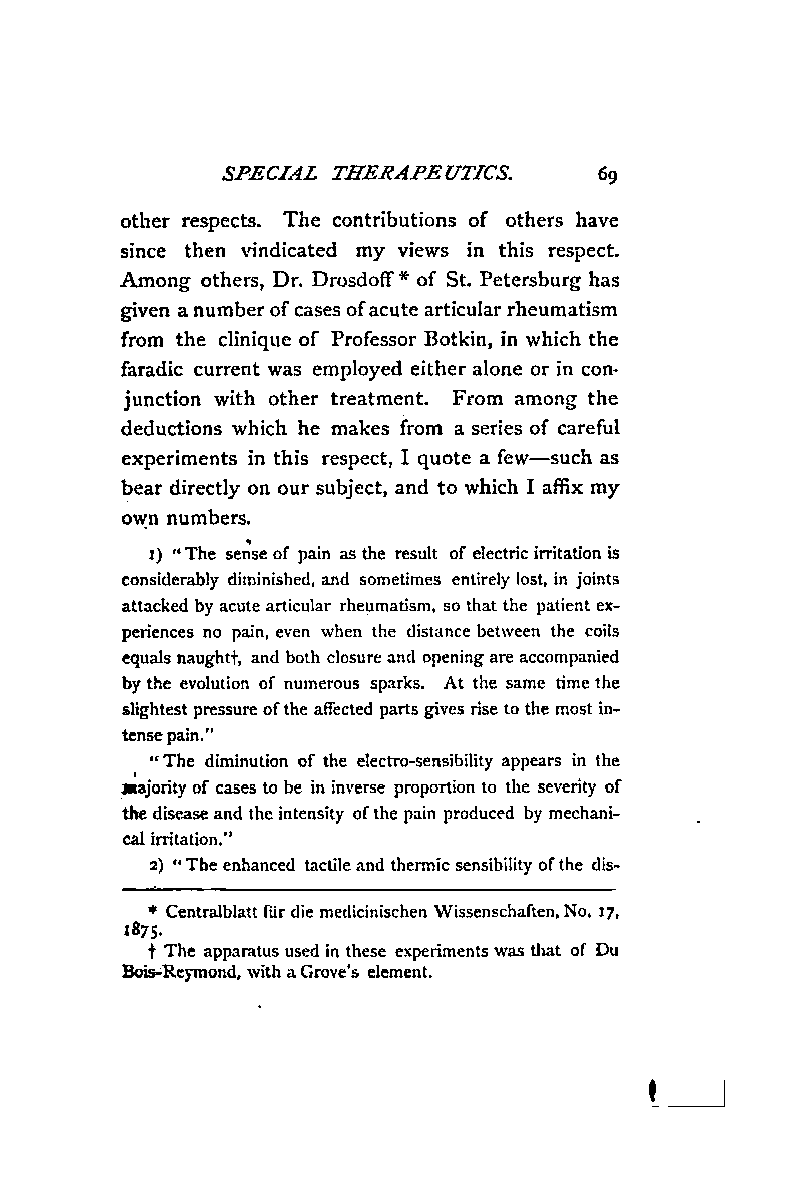 SPECIAL THERAPEUTICS. 69
other respects. The contributions of others have
since then vindicated my views in this respect.
Among others, Dr. Drosdoff * of St. Petersburg has
given a number of cases of acute articular rheumatism
from the clinique of Professor Botkin, in which the
faradic current was employed either alone or in con-
junction with other treatment. From among the
deductions which he makes from a series of careful
experiments in this respect, I quote a few—such as
bear directly on our subject, and to which I affix my
own numbers.
1) "The sense of pain as the result of electric irritation is
considerably diminished, and sometimes entirely lost, in joints
attacked by acute articular rheumatism, so that the patient ex-
periences no pain, even when the distance between the coils
equals naught†, and both closure and opening are accompanied
by the evolution of numerous sparks. At the same time the
slightest pressure of the affected parts gives rise to the most in-
tense pain."
"The diminution of the electro-sensibility appears in the
majority of cases to be in inverse proportion to the severity of
the disease and the intensity of the pain produced by mechani-
cal irritation."
2) "The enhanced tactile and thermic sensibility of the dis-
* Centralblatt für die medicinischen Wissenschaften, No. 17,
1875.
† The apparatus used in these experiments was that of Du
Bois-Reymond, with a Grove's element.